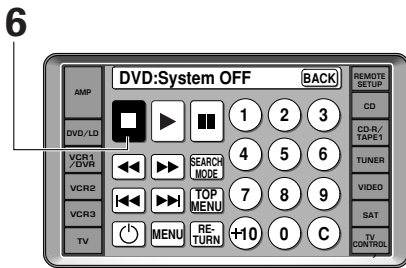 6
DVD:System OFF BACK
AMP
DVD/LD
VCR1
/DVR
VCR2
VCR3
TV
1 2 3
SEARCH
MODE
4 5 6
TOP
MENU
7 8 9
MENU
RE-
TURN
+10 0 C
REMOTE
SETUP
CD
CD-R/
TAPE1
TUNER
VIDEO
SAT
TV
CONTROL